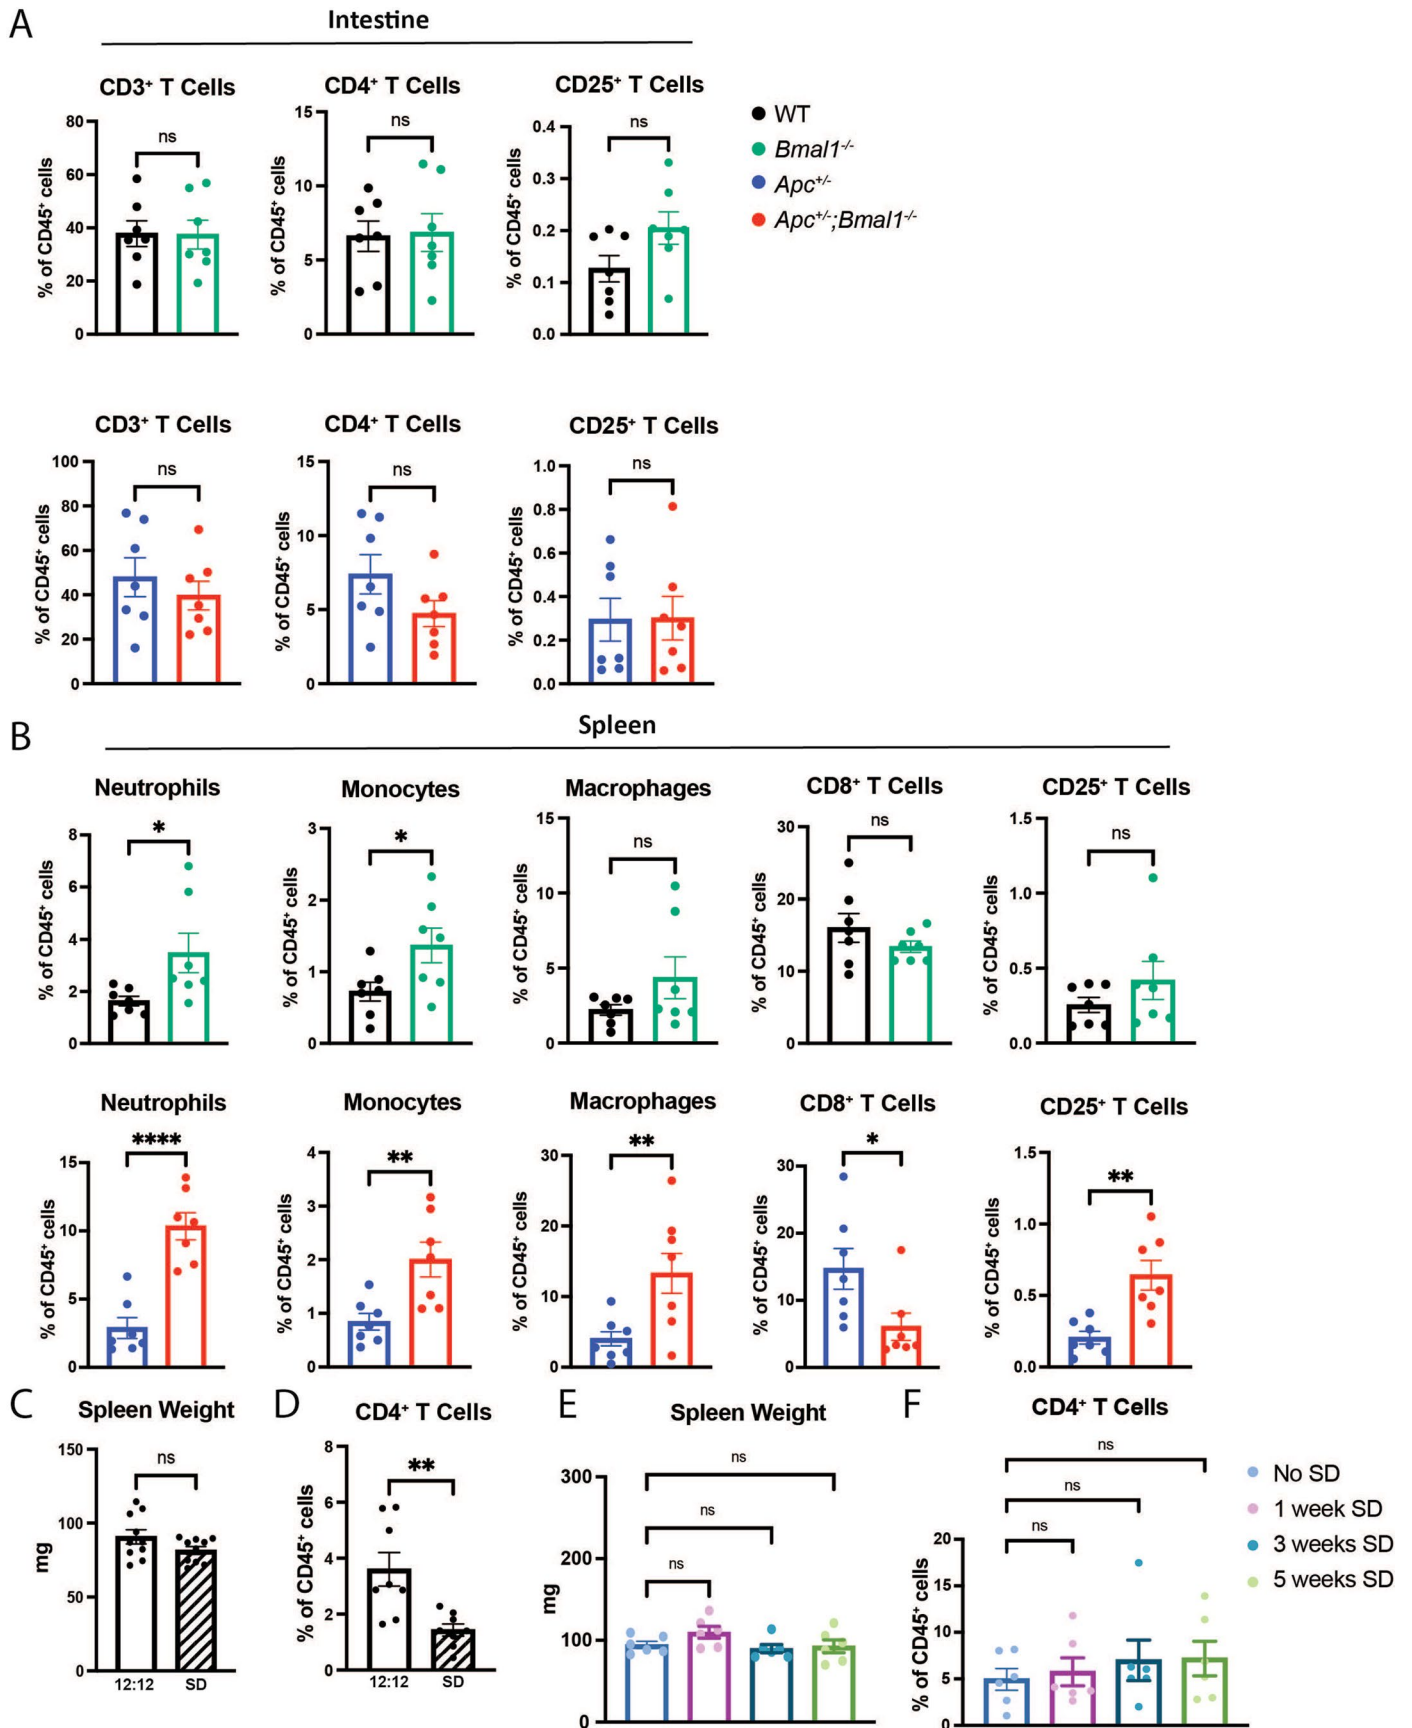 A
Intestine
CD3⁺ T Cells
CD4⁺ T Cells
CD25⁺ T Cells
WT
Bmal1⁻/⁻
Apc⁺/⁻
Apc⁺/⁻;Bmal1⁻/⁻
% of CD45⁺ cells
80
60
40
20
0
ns
% of CD45⁺ cells
15
10
5
0
ns
% of CD45⁺ cells
0.4
0.3
0.2
0.1
0.0
ns
CD3⁺ T Cells
CD4⁺ T Cells
CD25⁺ T Cells
% of CD45⁺ cells
100
80
60
40
20
0
ns
% of CD45⁺ cells
15
10
5
0
ns
% of CD45⁺ cells
1.0
0.8
0.6
0.4
0.2
0.0
ns
B
Spleen
Neutrophils
Monocytes
Macrophages
CD8⁺ T Cells
CD25⁺ T Cells
% of CD45⁺ cells
8
6
4
2
0
*
% of CD45⁺ cells
3
2
1
0
*
% of CD45⁺ cells
15
10
5
0
ns
% of CD45⁺ cells
30
20
10
0
ns
% of CD45⁺ cells
1.5
1.0
0.5
0.0
ns
Neutrophils
Monocytes
Macrophages
CD8⁺ T Cells
CD25⁺ T Cells
% of CD45⁺ cells
15
10
5
0
****
% of CD45⁺ cells
4
3
2
1
0
**
% of CD45⁺ cells
30
20
10
0
**
% of CD45⁺ cells
30
20
10
0
*
% of CD45⁺ cells
1.5
1.0
0.5
0.0
**
C
Spleen Weight
mg
150
100
50
0
ns
12:12
SD
D
CD4⁺ T Cells
% of CD45⁺ cells
8
6
4
2
0
**
12:12
SD
E
Spleen Weight
mg
300
200
100
0
ns
ns
ns
F
CD4⁺ T Cells
% of CD45⁺ cells
20
15
10
5
0
ns
ns
ns
No SD
1 week SD
3 weeks SD
5 weeks SD